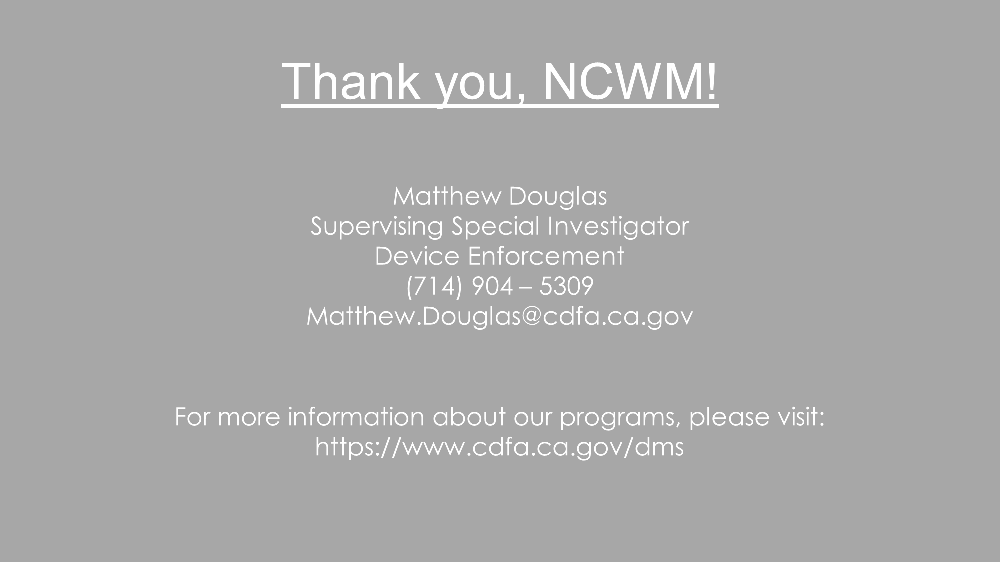 Thank you, NCWM!
Matthew Douglas
Supervising Special Investigator
Device Enforcement
(714) 904 – 5309
Matthew.Douglas@cdfa.ca.gov
For more information about our programs, please visit:
https://www.cdfa.ca.gov/dms